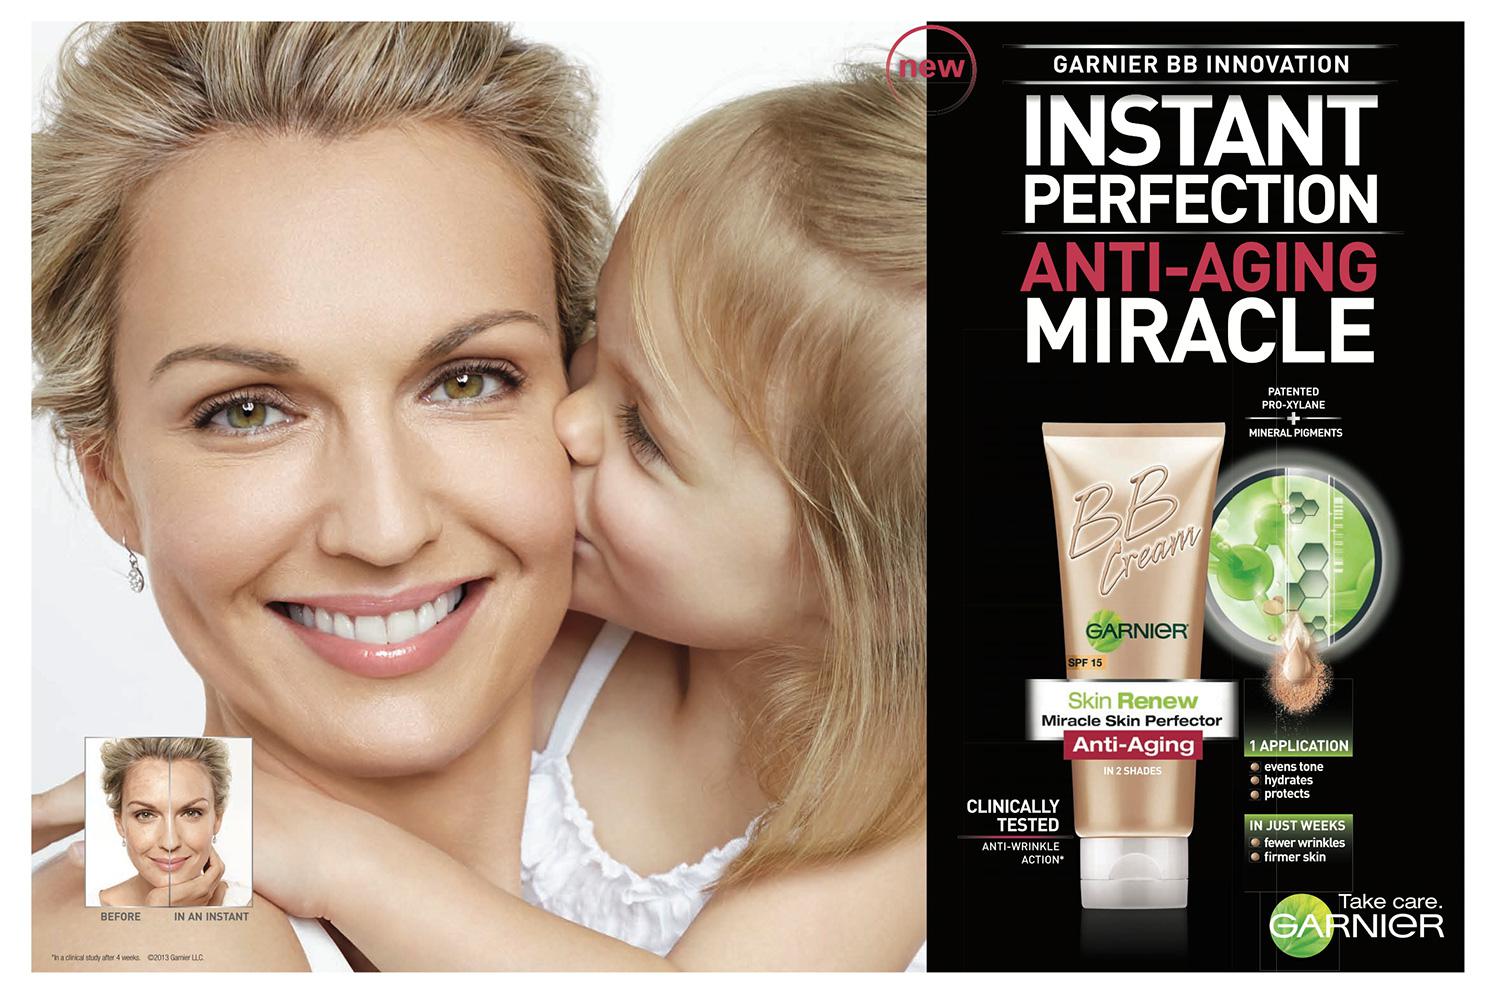 new
GARNIER BB INNOVATION
INSTANT
PERFECTION
ANTI-AGING
MIRACLE
PATENTED
PRO-XYLANE
+
MINERAL PIGMENTS
BB
Cream
GARNIER
SPF 15
Skin Renew
Miracle Skin Perfector
Anti-Aging
IN 2 SHADES
CLINICALLY
TESTED
ANTI-WRINKLE
ACTION*
1 APPLICATION
evens tone
hydrates
protects
IN JUST WEEKS
fewer wrinkles
firmer skin
Take care.
GARNIER
BEFORE IN AN INSTANT
*In a clinical study after 4 weeks. ©2013 Garnier LLC.